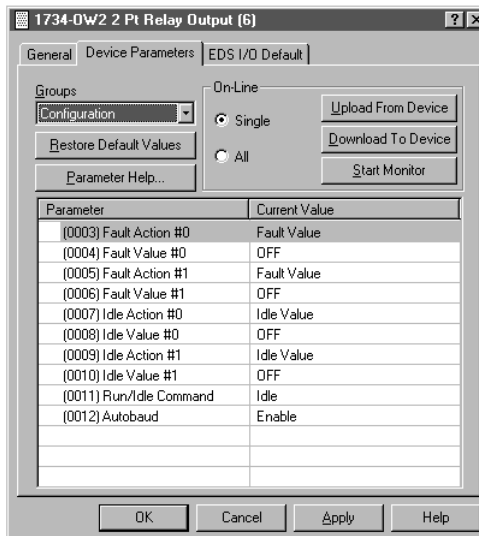 1734-OW2 2 Pt Relay Output (6)
General Device Parameters EDS I/O Default
Groups
Configuration
Restore Default Values
Parameter Help...
On-Line
Single
All
Upload From Device
Download To Device
Start Monitor
Parameter Current Value
(0003) Fault Action #0 Fault Value
(0004) Fault Value #0 OFF
(0005) Fault Action #1 Fault Value
(0006) Fault Value #1 OFF
(0007) Idle Action #0 Idle Value
(0008) Idle Value #0 OFF
(0009) Idle Action #1 Idle Value
(0010) Idle Value #1 OFF
(0011) Run/Idle Command Idle
(0012) Autobaud Enable
OK Cancel Apply Help